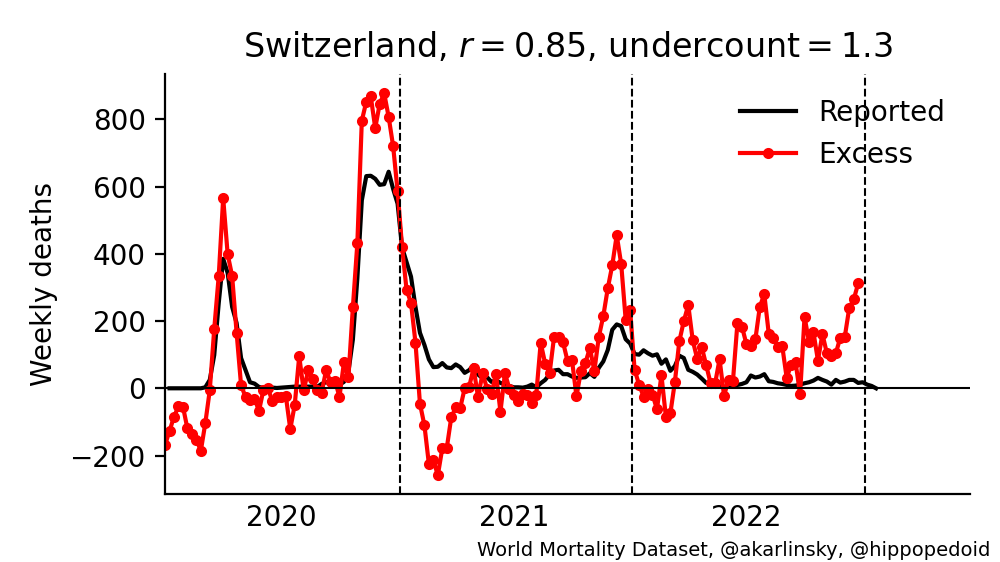 Switzerland, r = 0.85, undercount = 1.3
Reported
Excess
Weekly deaths
800
600
400
200
0
−200
2020 2021 2022
World Mortality Dataset, @akarlinsky, @hippopedoid